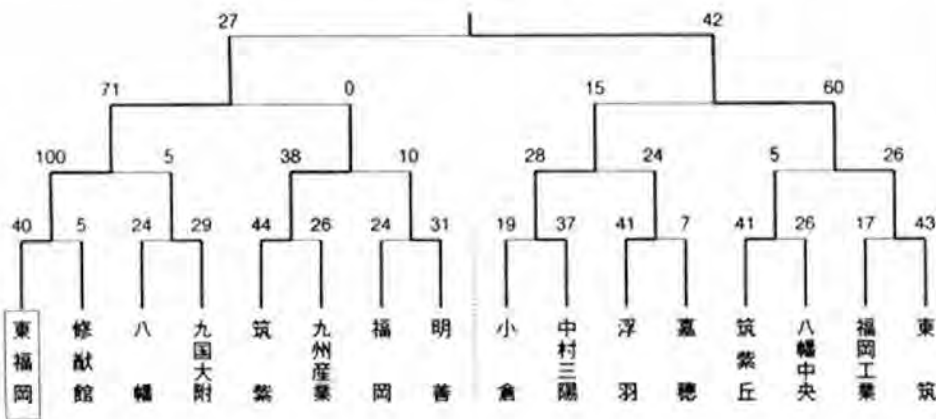 27 42
71 0 15 60
100 5 38 10 28 24 5 26
40 5 24 29 44 26 24 31 19 37 41 7 41 26 17 43
東福岡
修猷館
八幡
九国大附
筑紫
九州産業
福岡
明善
小倉
中村三陽
浮羽
嘉穂
筑紫丘
八幡中央
福岡工業
東筑